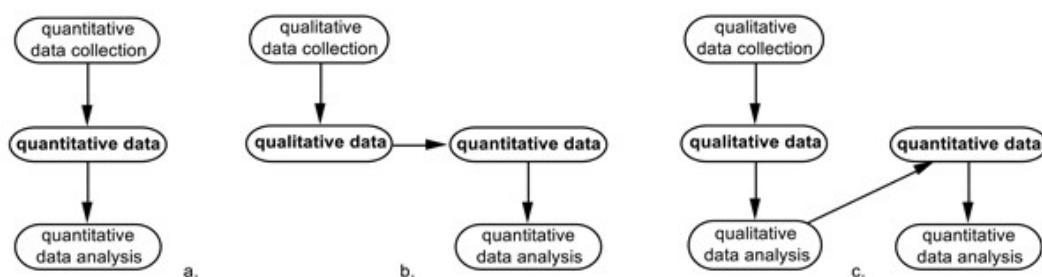 quantitative
data collection
quantitative data
quantitative
data analysis
a.
qualitative
data collection
qualitative data
quantitative data
quantitative
data analysis
b.
qualitative
data collection
qualitative data
qualitative
data analysis
quantitative data
quantitative
data analysis
c.